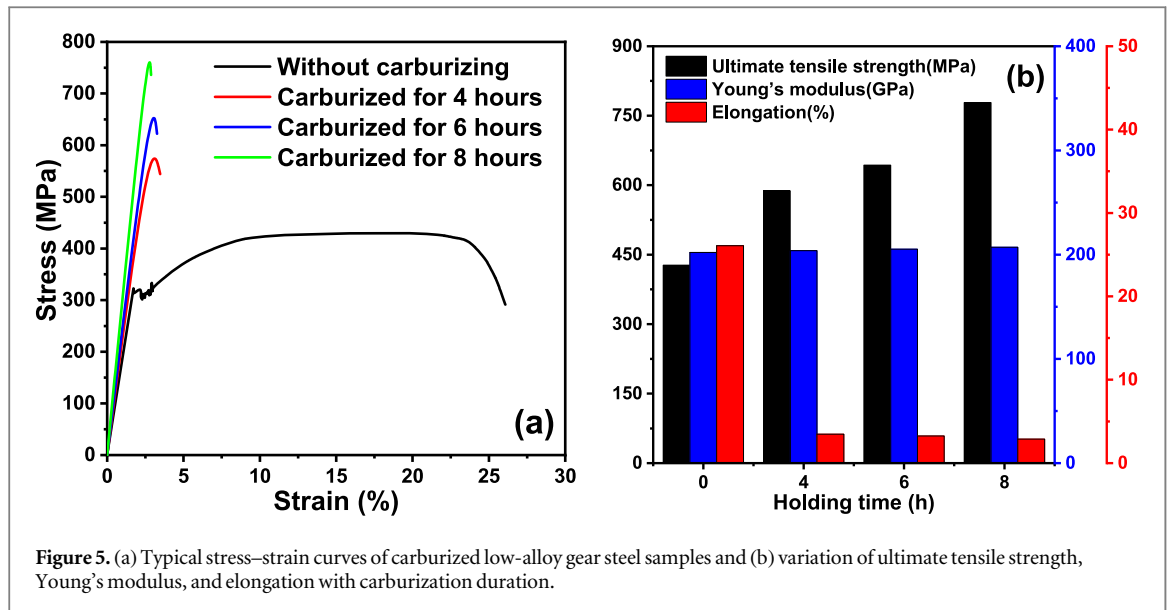 800
700
600
500
400
300
200
100
0
Stress (MPa)
Without carburizing
Carburized for 4 hours
Carburized for 6 hours
Carburized for 8 hours
(a)
0 5 10 15 20 25 30
Strain (%)
900
750
600
450
300
150
0
Ultimate tensile strength(MPa)
Young's modulus(GPa)
Elongation(%)
(b)
400
300
200
100
0
50
40
30
20
10
0
0 4 6 8
Holding time (h)
Figure 5. (a) Typical stress–strain curves of carburized low-alloy gear steel samples and (b) variation of ultimate tensile strength,
Young's modulus, and elongation with carburization duration.